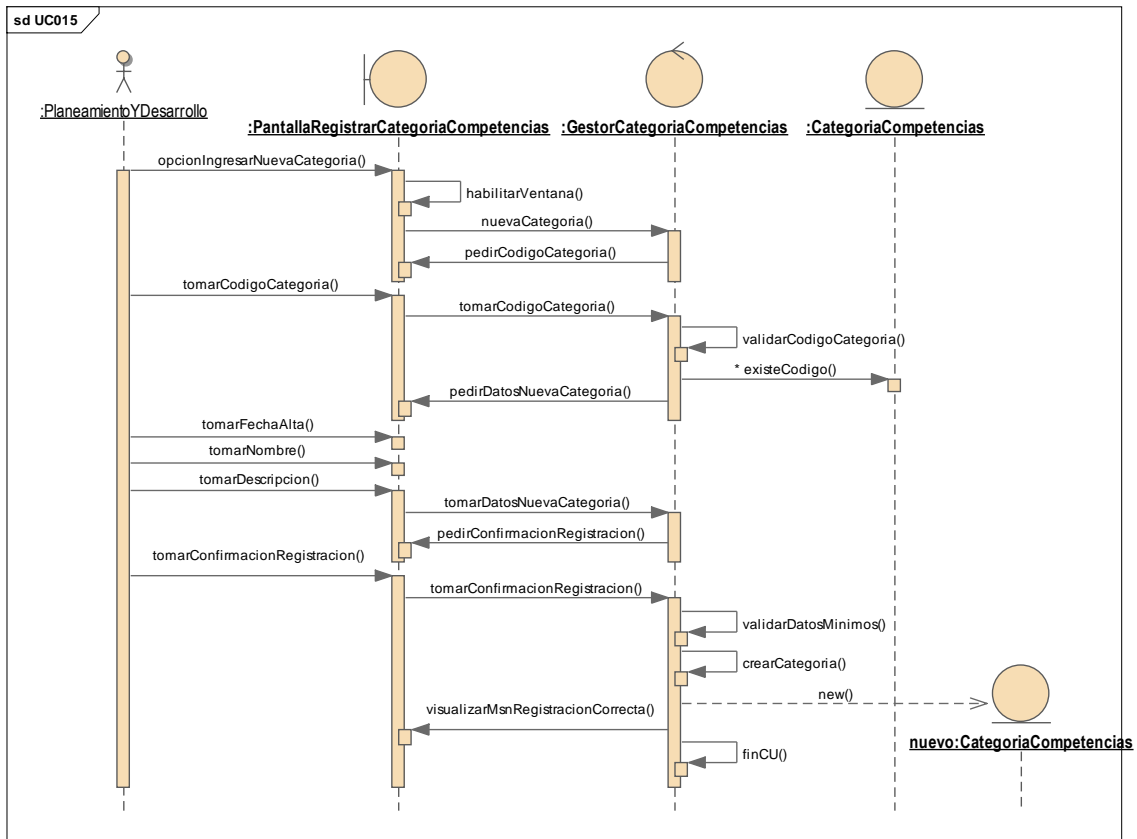 sd UC015
:PlaneamientoYDesarrollo
:PantallaRegistrarCategoriaCompetencias
:GestorCategoriaCompetencias
:CategoriaCompetencias
opcionIngresarNuevaCategoria()
habilitarVentana()
nuevaCategoria()
pedirCodigoCategoria()
tomarCodigoCategoria()
tomarCodigoCategoria()
validarCodigoCategoria()
* existeCodigo()
pedirDatosNuevaCategoria()
tomarFechaAlta()
tomarNombre()
tomarDescripcion()
tomarDatosNuevaCategoria()
pedirConfirmacionRegistracion()
tomarConfirmacionRegistracion()
tomarConfirmacionRegistracion()
validarDatosMinimos()
crearCategoria()
new()
visualizarMsnRegistracionCorrecta()
nuevo:CategoriaCompetencias
finCU()